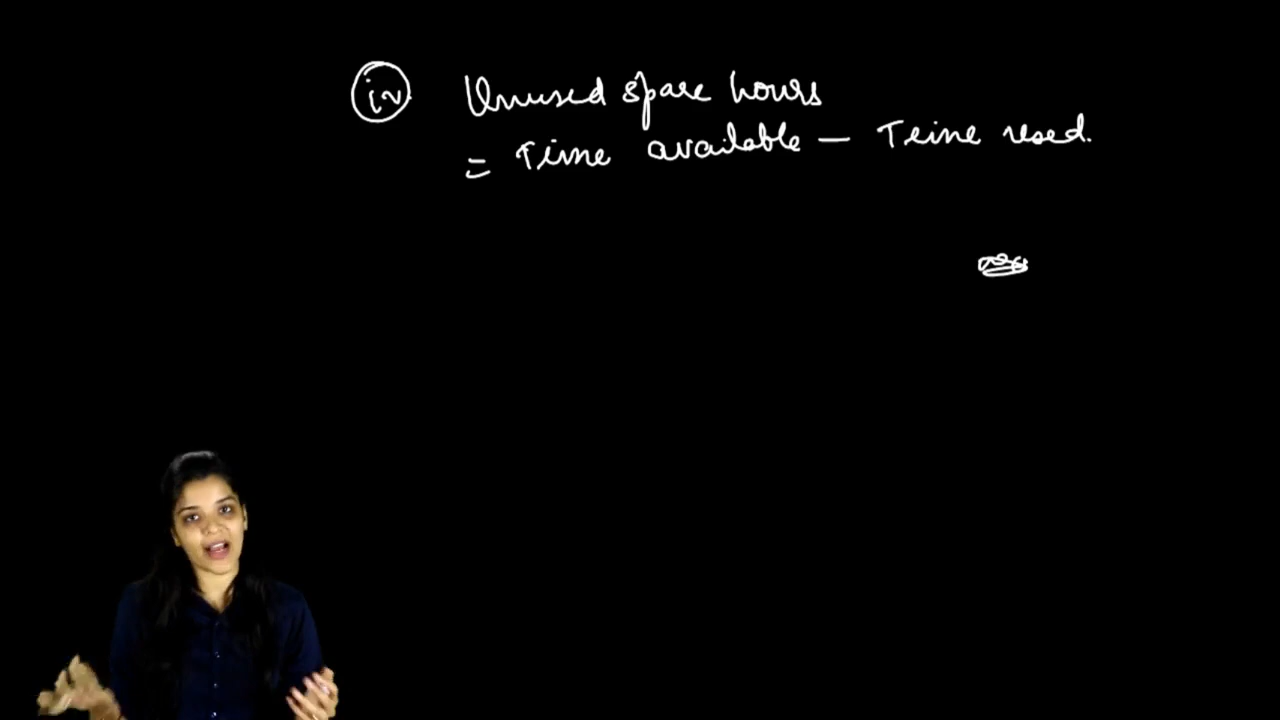 iv Unused spare hours
= Time available — Time used.